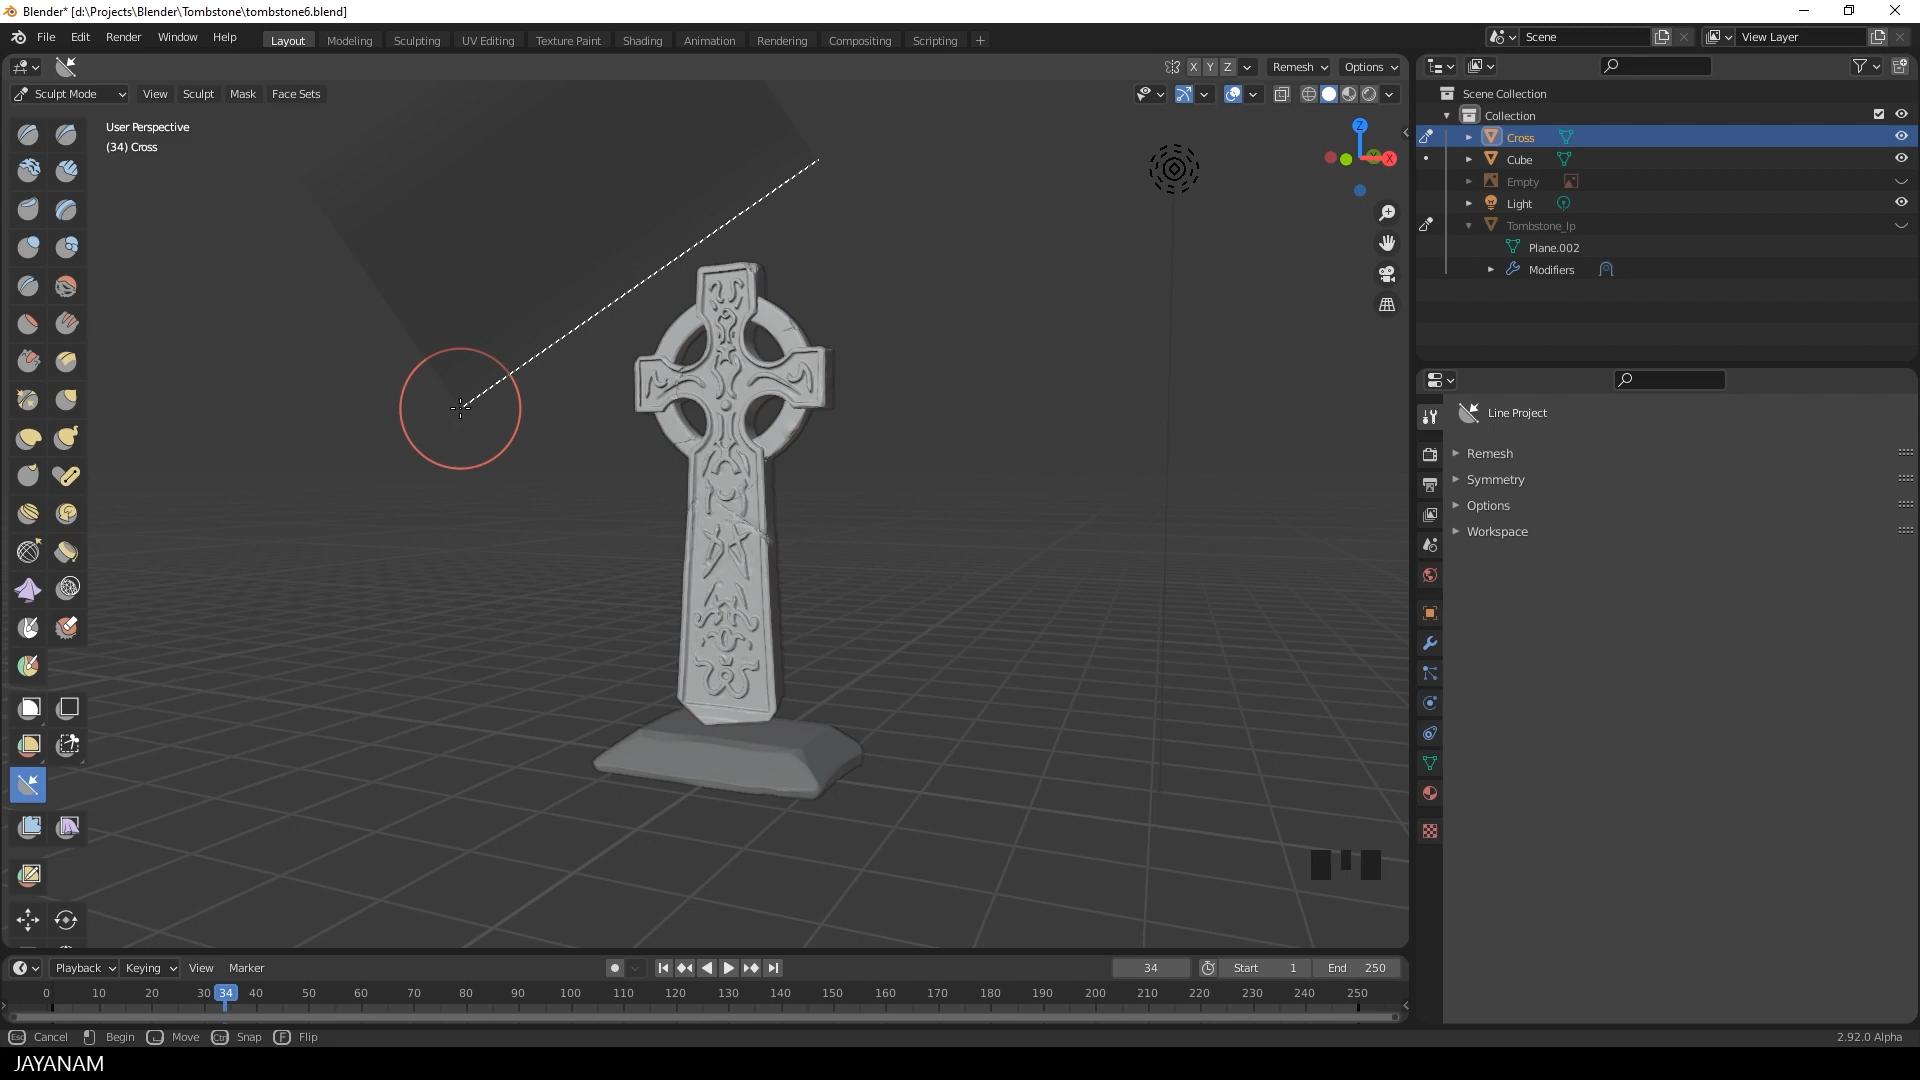 Blender* [d:\Projects\Blender\Tombstone\tombstone6.blend]
File Edit Render Window Help Layout Modeling Sculpting UV Editing Texture Paint Shading Animation Rendering Compositing Scripting + Scene View Layer
X Y Z Remesh Options
Sculpt Mode View Sculpt Mask Face Sets
Scene Collection
Collection
User Perspective
(34) Cross
Z
X
Y
Cross
Cube
Empty
Light
Tombstone_lp
Plane.002
Modifiers
Line Project
Remesh
Symmetry
Options
Workspace
Playback Keying View Marker 34 Start 1 End 250
0 10 20 30 34 40 50 60 70 80 90 100 110 120 130 140 150 160 170 180 190 200 210 220 230 240 250
Esc Cancel Begin Move Ctrl Snap F Flip 2.92.0 Alpha
JAYANAM